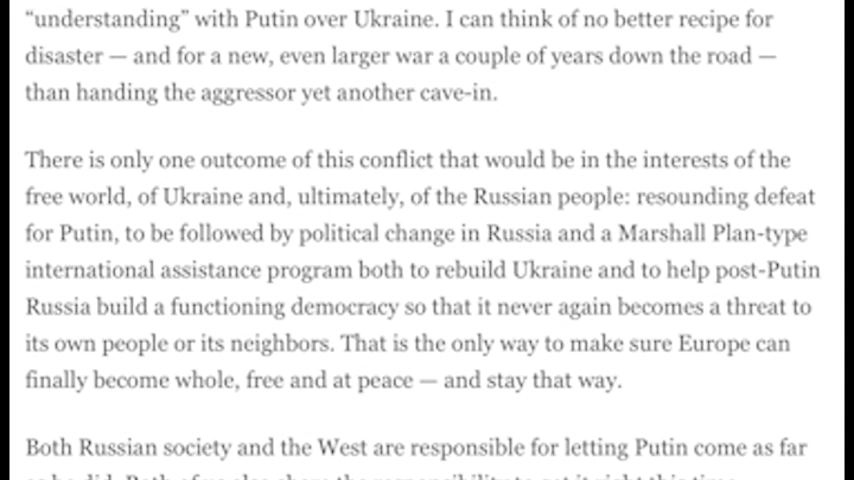 “understanding” with Putin over Ukraine. I can think of no better recipe for
disaster — and for a new, even larger war a couple of years down the road —
than handing the aggressor yet another cave-in.
There is only one outcome of this conflict that would be in the interests of the
free world, of Ukraine and, ultimately, of the Russian people: resounding defeat
for Putin, to be followed by political change in Russia and a Marshall Plan-type
international assistance program both to rebuild Ukraine and to help post-Putin
Russia build a functioning democracy so that it never again becomes a threat to
its own people or its neighbors. That is the only way to make sure Europe can
finally become whole, free and at peace — and stay that way.
Both Russian society and the West are responsible for letting Putin come as far